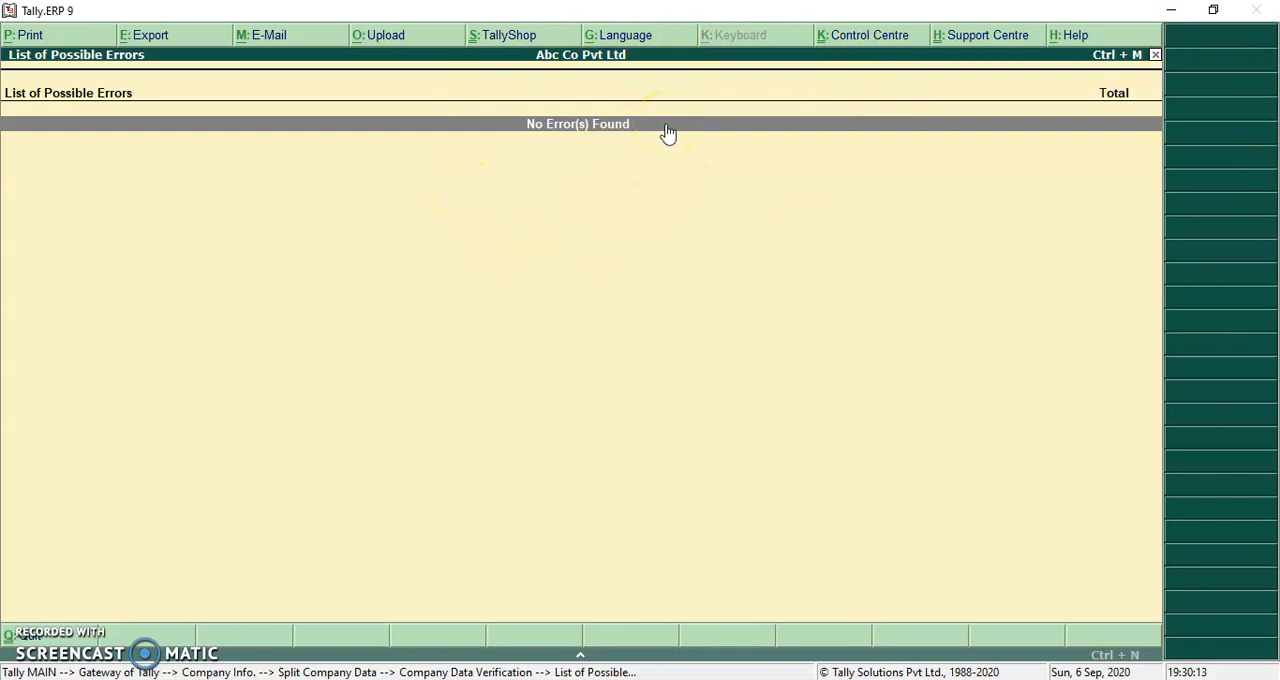 Tally.ERP 9
P: Print E: Export M: E-Mail O: Upload S: TallyShop G: Language K: Keyboard K: Control Centre H: Support Centre H: Help
List of Possible Errors Abc Co Pvt Ltd Ctrl + M
List of Possible Errors Total
No Error(s) Found
Q: Quit
RECORDED WITH
SCREENCAST MATIC
Ctrl + N
Tally MAIN --> Gateway of Tally --> Company Info. --> Split Company Data --> Company Data Verification --> List of Possible... © Tally Solutions Pvt Ltd., 1988-2020 Sun, 6 Sep, 2020 19:30:13